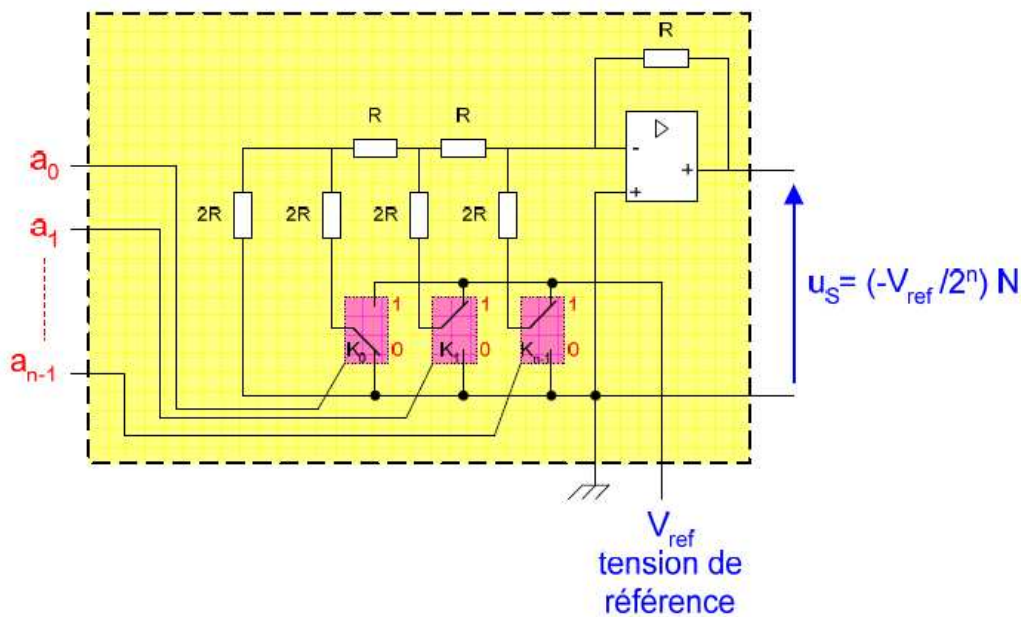 R
R
R
a0
2R
2R
2R
2R
a1
an-1
-
+
+
1
1
1
K0
0
K1
0
Kn-1
0
uS= (-Vref /2ⁿ) N
Vref
tension de
référence